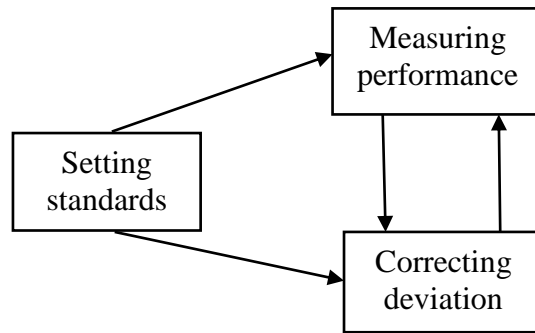 Measuring
performance
Setting
standards
Correcting
deviation